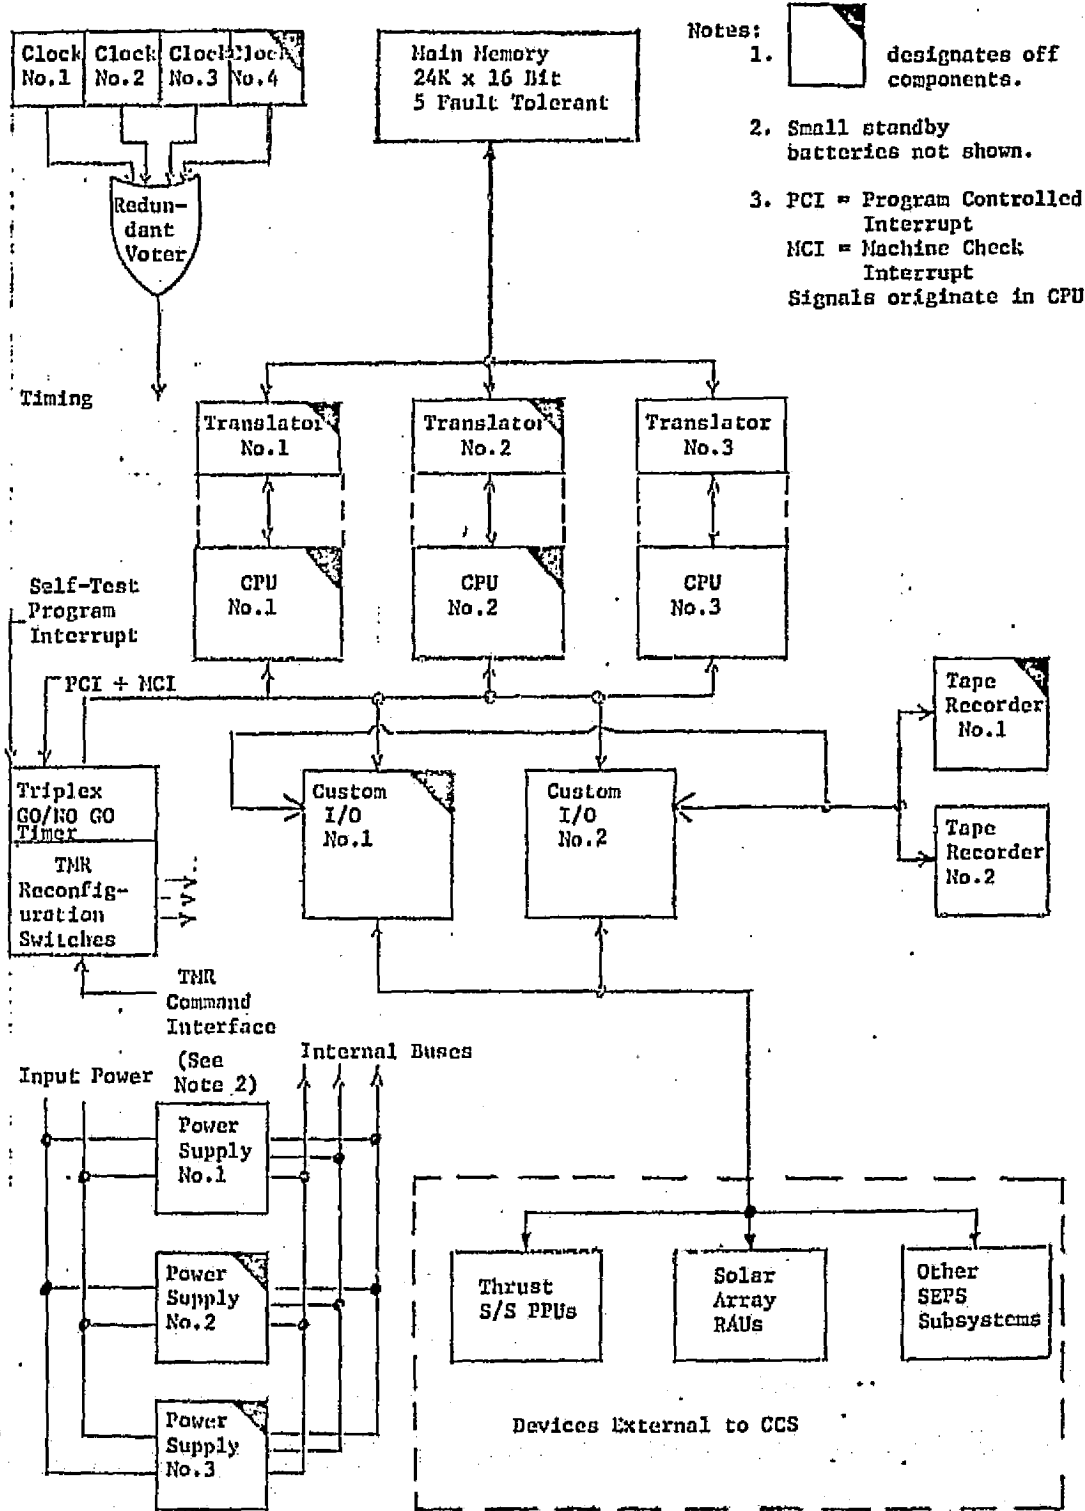 Clock No.1
Clock No.2
Clock No.3
Clock No.4
Redun-
dant
Voter
Timing
Main Memory
24K x 16 Bit
5 Fault Tolerant
Notes:
1.
designates off
components.
2. Small standby
batteries not shown.
3. PCI = Program Controlled
Interrupt
MCI = Machine Check
Interrupt
Signals originate in CPU
Translator
No.1
Translator
No.2
Translator
No.3
CPU
No.1
CPU
No.2
CPU
No.3
Self-Test
Program
Interrupt
PCI + MCI
Triplex
GO/NO GO
Timer
TMR
Reconfig-
uration
Switches
TMR
Command
Interface
Custom
I/O
No.1
Custom
I/O
No.2
Tape
Recorder
No.1
Tape
Recorder
No.2
Input Power
(See
Note 2)
Internal Buses
Power
Supply
No.1
Power
Supply
No.2
Power
Supply
No.3
Thrust
S/S PPUs
Solar
Array
RAUs
Other
SEPS
Subsystems
Devices External to CCS